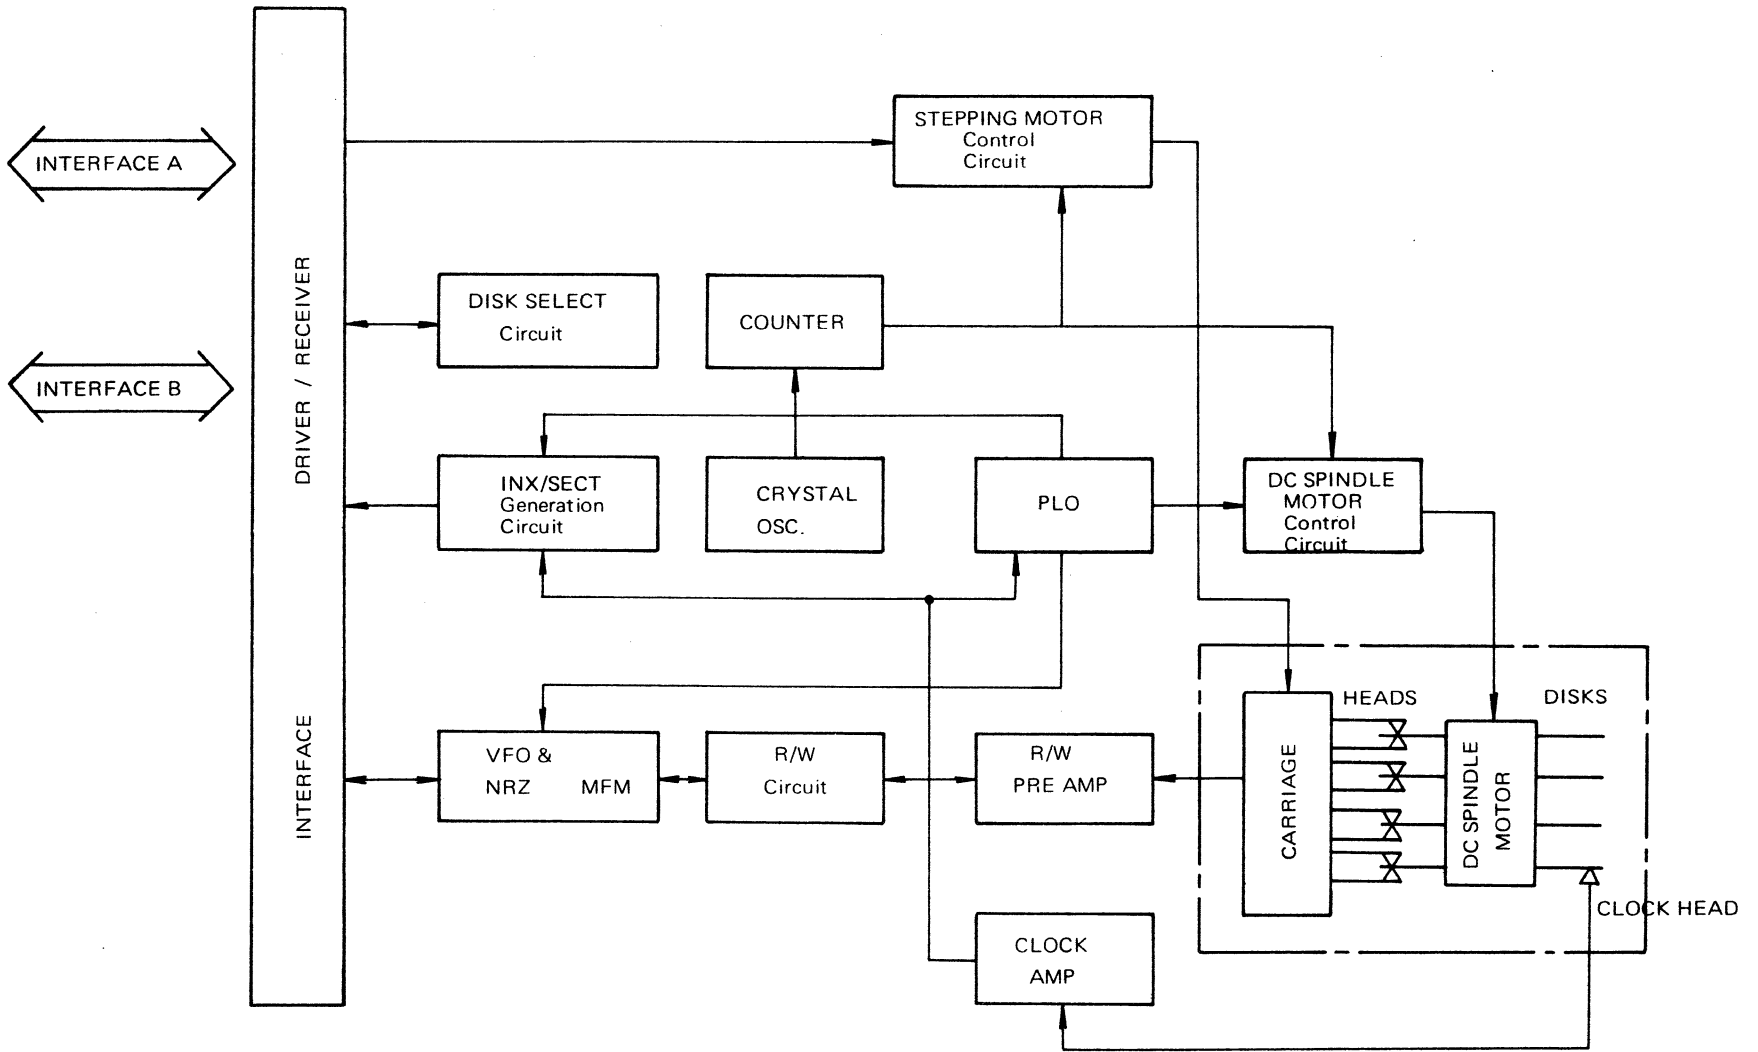 STEPPING MOTOR
Control
Circuit
INTERFACE A
DISK SELECT
Circuit
COUNTER
INTERFACE B
INTERFACE DRIVER / RECEIVER
INX/SECT
Generation
Circuit
CRYSTAL
OSC.
PLO
DC SPINDLE
MOTOR
Control
Circuit
VFO &
NRZ MFM
R/W
Circuit
R/W
PRE AMP
CARRIAGE
HEADS
DC SPINDLE
MOTOR
DISKS
CLOCK HEAD
CLOCK
AMP